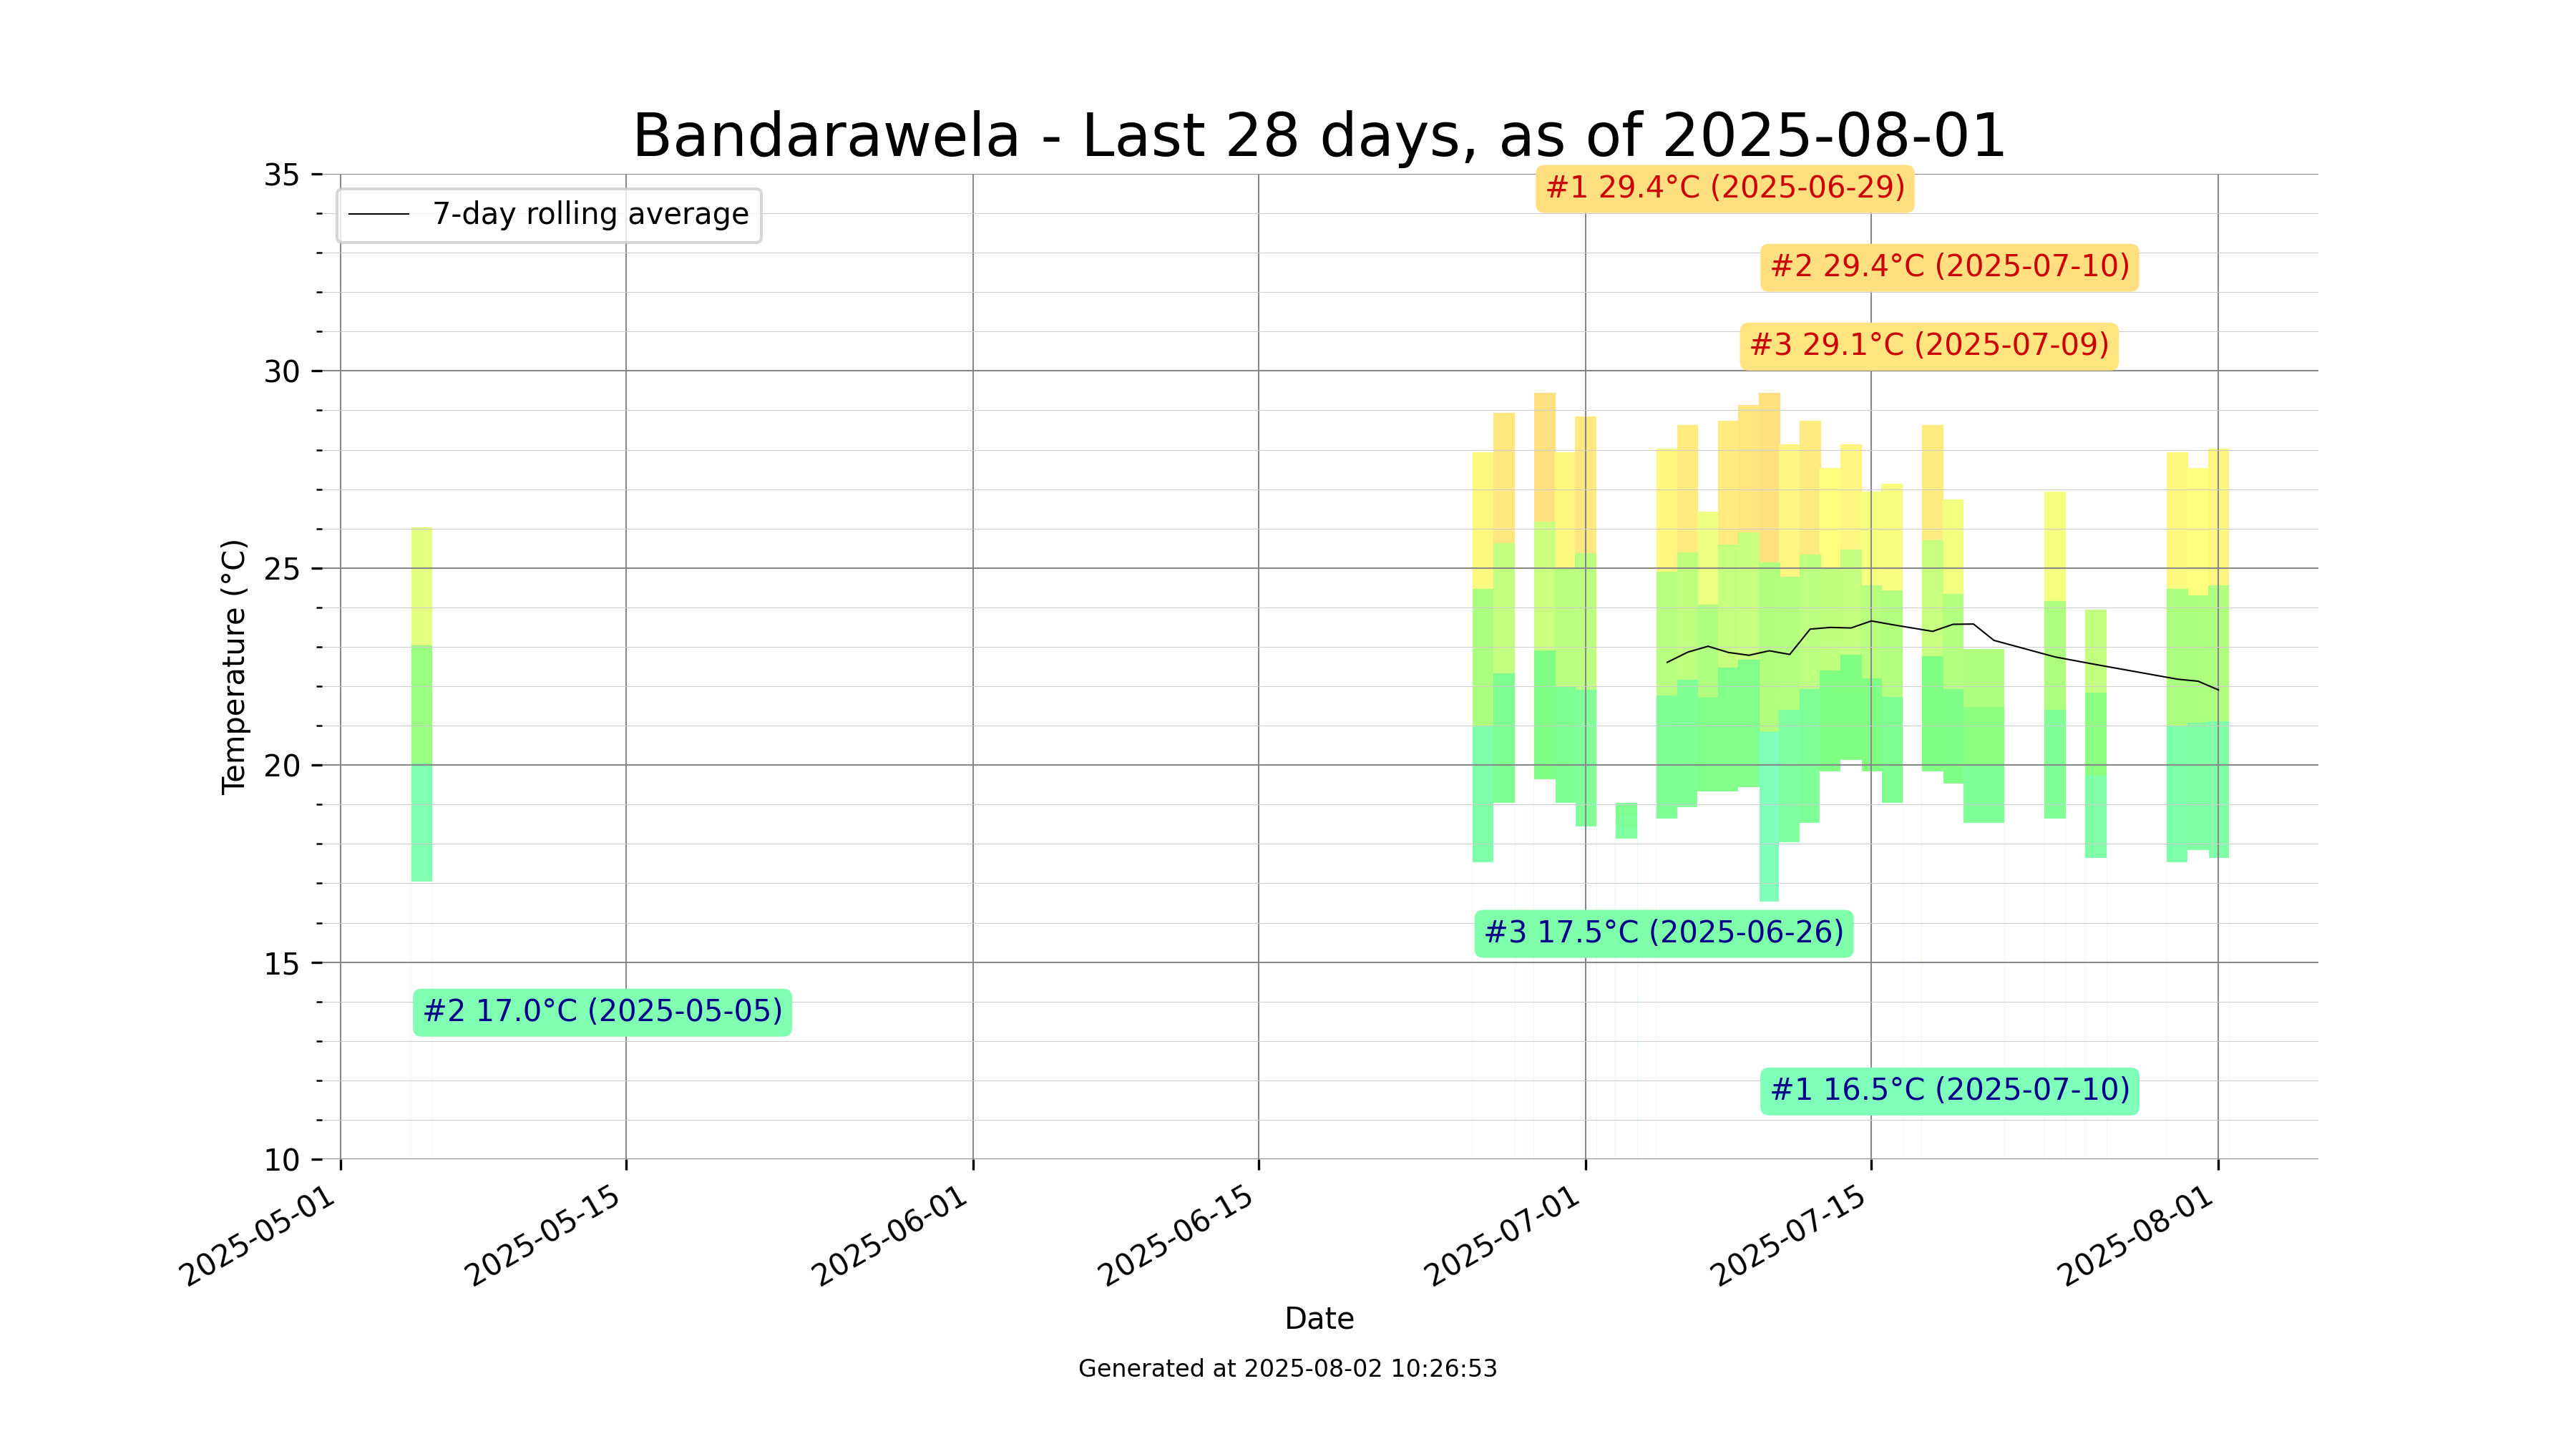 Bandarawela - Last 28 days, as of 2025-08-01
35
7-day rolling average
#1 29.4°C (2025-06-29)
#2 29.4°C (2025-07-10)
#3 29.1°C (2025-07-09)
30
25
Temperature (°C)
20
#3 17.5°C (2025-06-26)
15
#2 17.0°C (2025-05-05)
#1 16.5°C (2025-07-10)
10
2025-05-01
2025-05-15
2025-06-01
2025-06-15
2025-07-01
2025-07-15
2025-08-01
Date
Generated at 2025-08-02 10:26:53